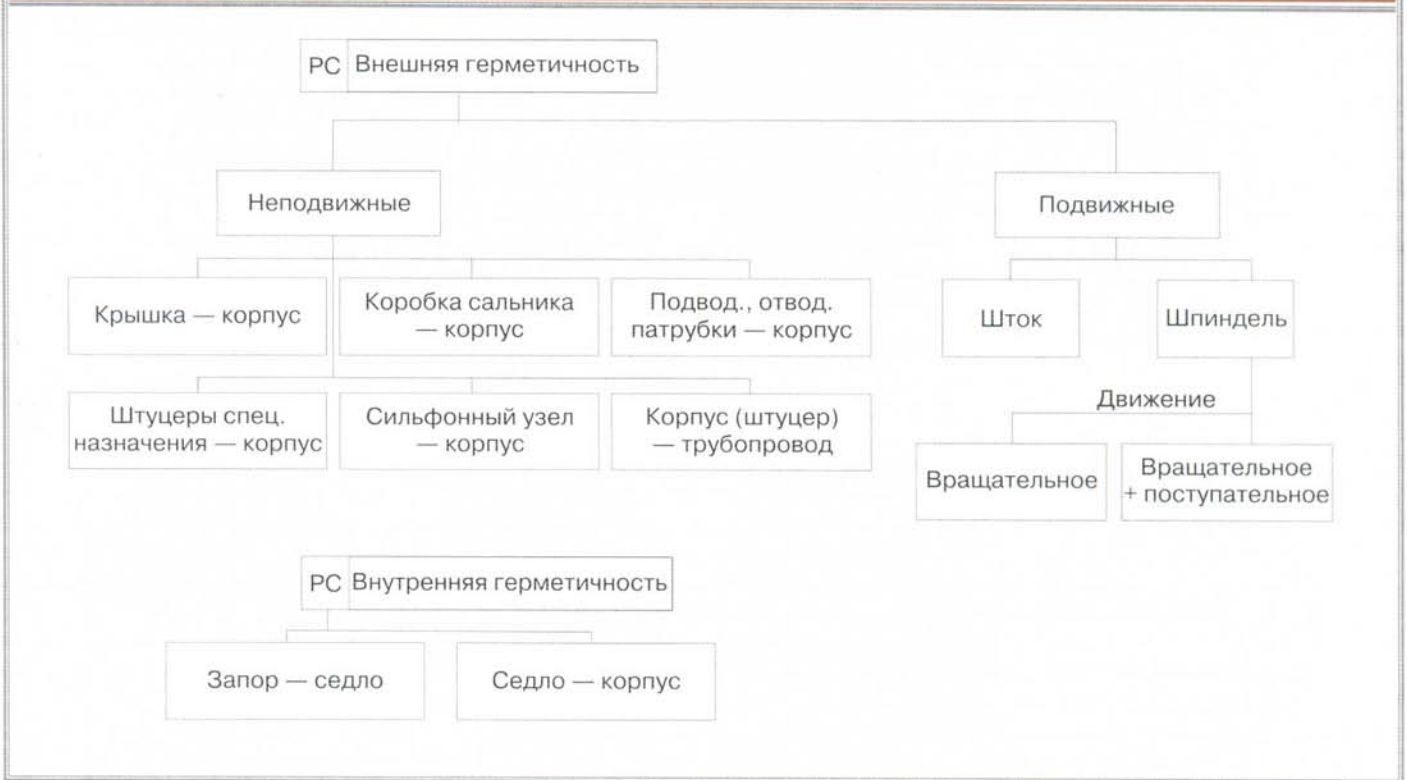 РС Внешняя герметичность
Неподвижные
Подвижные
Крышка — корпус
Коробка сальника
— корпус
Подвод., отвод.
патрубки — корпус
Шток
Шпиндель
Штуцеры спец.
назначения — корпус
Сильфонный узел
— корпус
Корпус (штуцер)
— трубопровод
Движение
Вращательное
Вращательное
+ поступательное
РС Внутренняя герметичность
Запор — седло
Седло — корпус